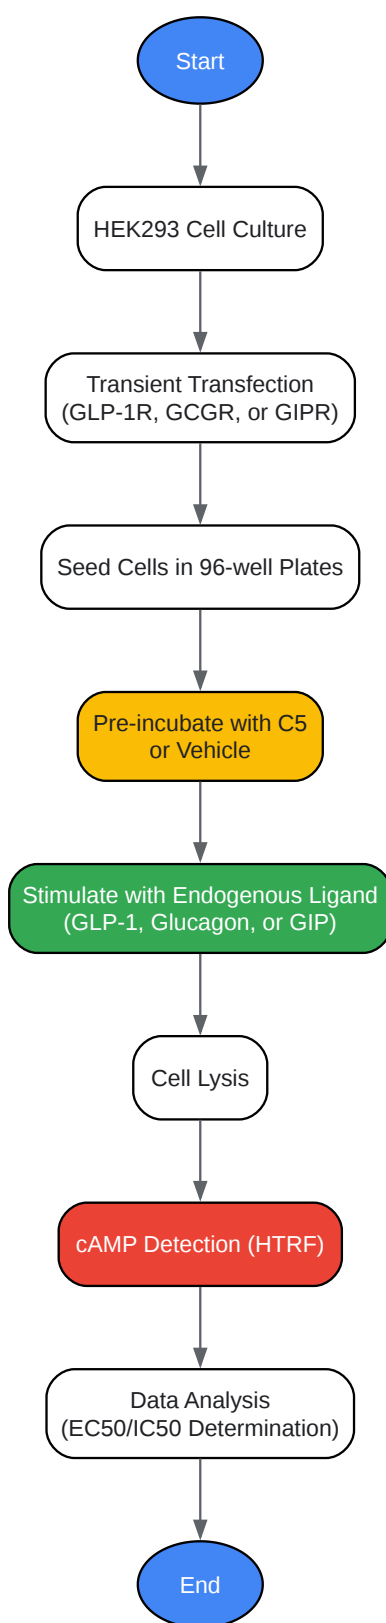 Start
HEK293 Cell Culture
Transient Transfection
(GLP-1R, GCGR, or GIPR)
Seed Cells in 96-well Plates
Pre-incubate with C5
or Vehicle
Stimulate with Endogenous Ligand
(GLP-1, Glucagon, or GIP)
Cell Lysis
cAMP Detection (HTRF)
Data Analysis
(EC50/IC50 Determination)
End